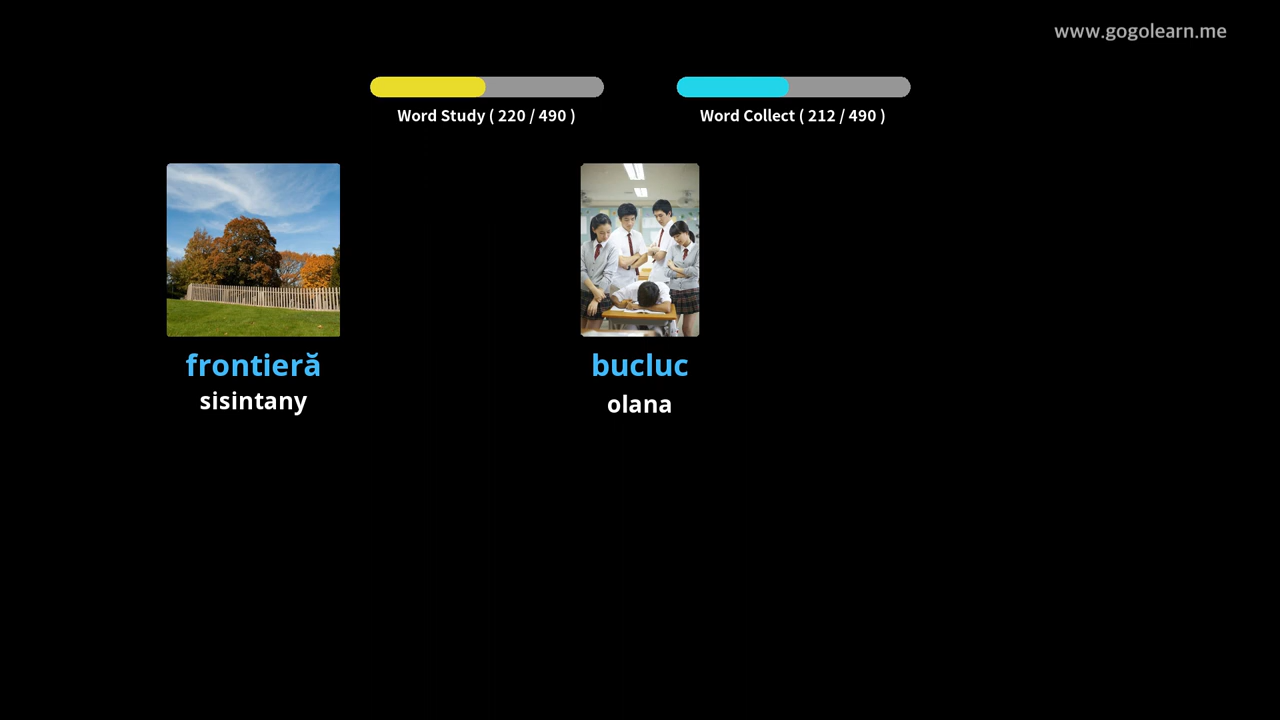 www.gogolearn.me
Word Study ( 220 / 490 )
Word Collect ( 212 / 490 )
frontieră
sisintany
bucluc
olana